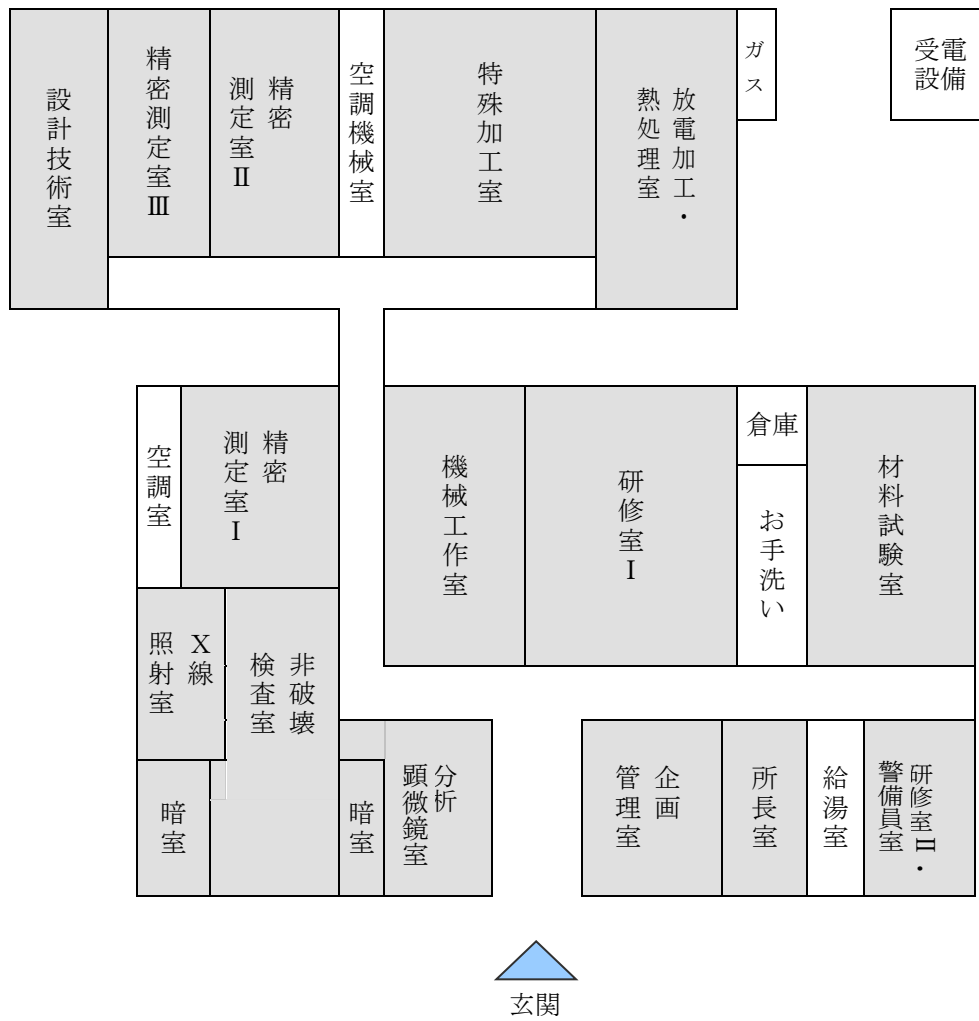 設計技術室
精密測定室Ⅲ
精密
測定室Ⅱ
空調機械室
特殊加工室
放電加工・
熱処理室
ガス
受電
設備
空調室
精密
測定室Ⅰ
機械工作室
研修室Ⅰ
倉庫
お手洗い
材料試験室
X線
照射室
非破壊
検査室
暗室
暗室
分析
顕微鏡室
企画
管理室
所長室
給湯室
研修室Ⅱ・
警備員室
玄関